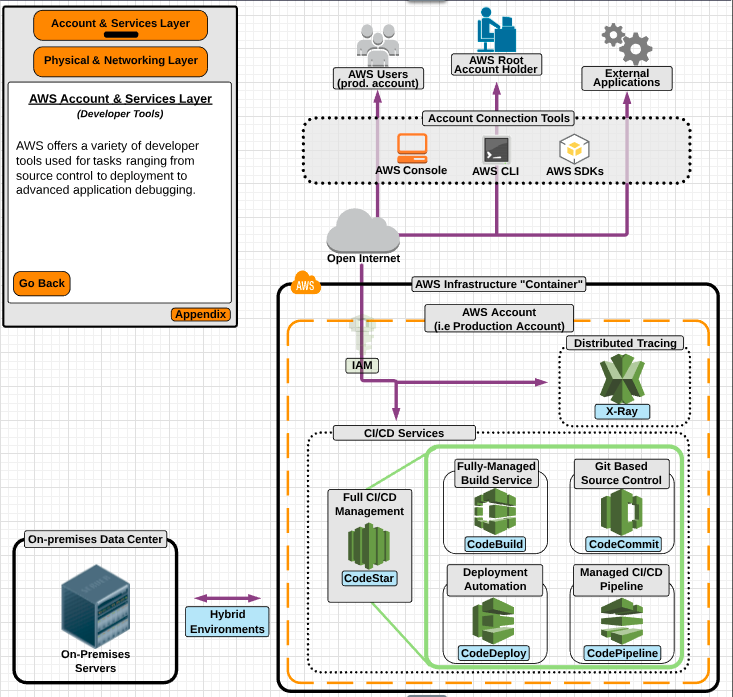 Account & Services Layer
Physical & Networking Layer
AWS Account & Services Layer
(Developer Tools)
AWS offers a variety of developer
tools used for tasks ranging from
source control to deployment to
advanced application debugging.
Go Back
Appendix
AWS Users
(prod. account)
AWS Root
Account Holder
External
Applications
Account Connection Tools
AWS Console
AWS CLI
AWS SDKs
Open Internet
AWS
AWS Infrastructure "Container"
AWS Account
(i.e Production Account)
IAM
Distributed Tracing
X-Ray
CI/CD Services
Full CI/CD
Management
CodeStar
Fully-Managed
Build Service
CodeBuild
Git Based
Source Control
CodeCommit
Deployment
Automation
CodeDeploy
Managed CI/CD
Pipeline
CodePipeline
On-premises Data Center
On-Premises
Servers
Hybrid
Environments